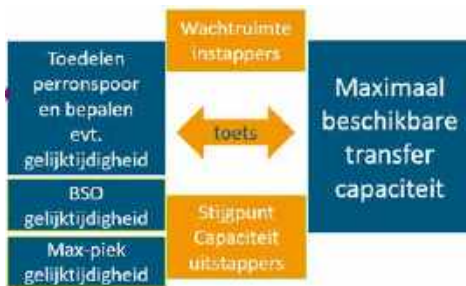 Toedelen
perronspoor
en bepalen
evt.
gelijktijdigheid
BSO
gelijktijdigheid
Max-piek
gelijktijdigheid
Wachtruimte
instappers
toets
Stijgpunt
Capaciteit
uitstappers
Maximaal
beschikbare
transfer
capaciteit